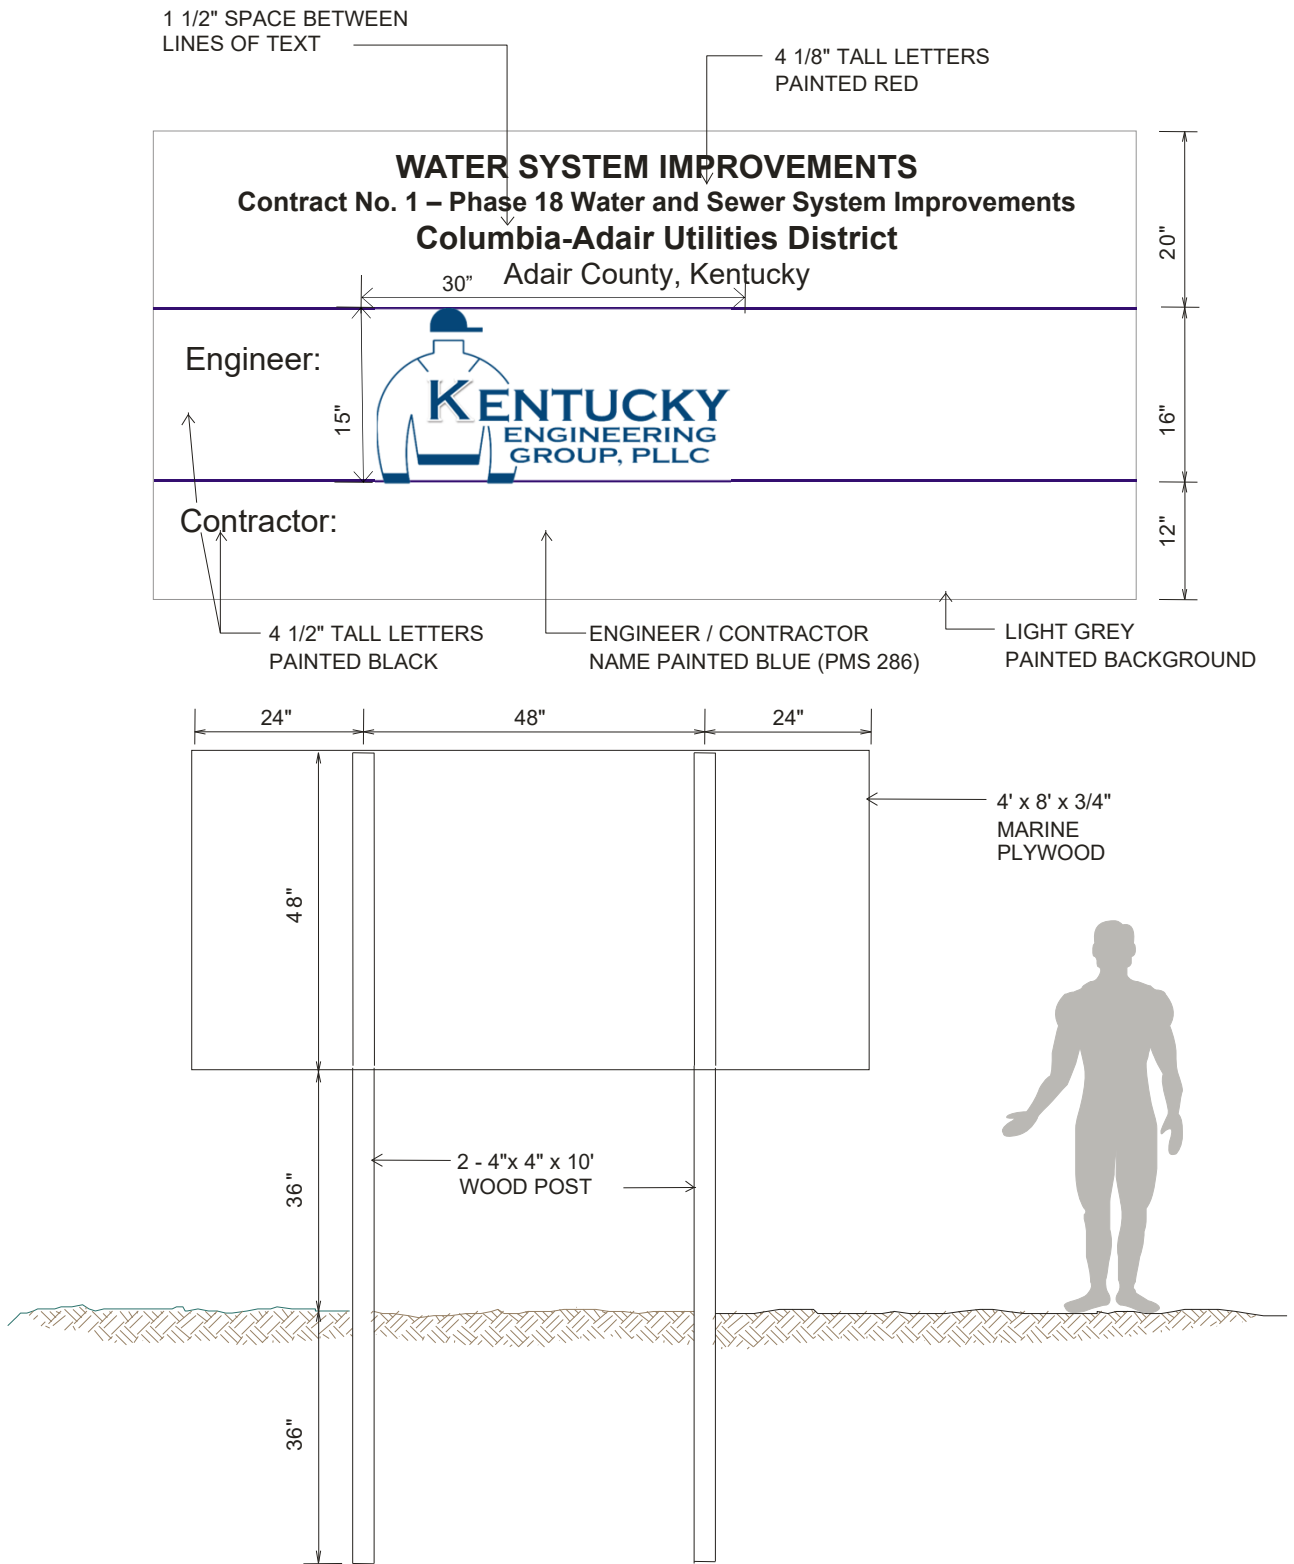 1 1/2" SPACE BETWEEN
LINES OF TEXT
4 1/8" TALL LETTERS
PAINTED RED
WATER SYSTEM IMPROVEMENTS
Contract No. 1 – Phase 18 Water and Sewer System Improvements
Columbia-Adair Utilities District
Adair County, Kentucky
20"
30”
Engineer:
15"
KENTUCKY
ENGINEERING
GROUP, PLLC
16"
Contractor:
12"
4 1/2" TALL LETTERS
PAINTED BLACK
ENGINEER / CONTRACTOR
NAME PAINTED BLUE (PMS 286)
LIGHT GREY
PAINTED BACKGROUND
24"
48"
24"
4' x 8' x 3/4"
MARINE
PLYWOOD
48"
2 - 4"x 4" x 10'
WOOD POST
36"
36"